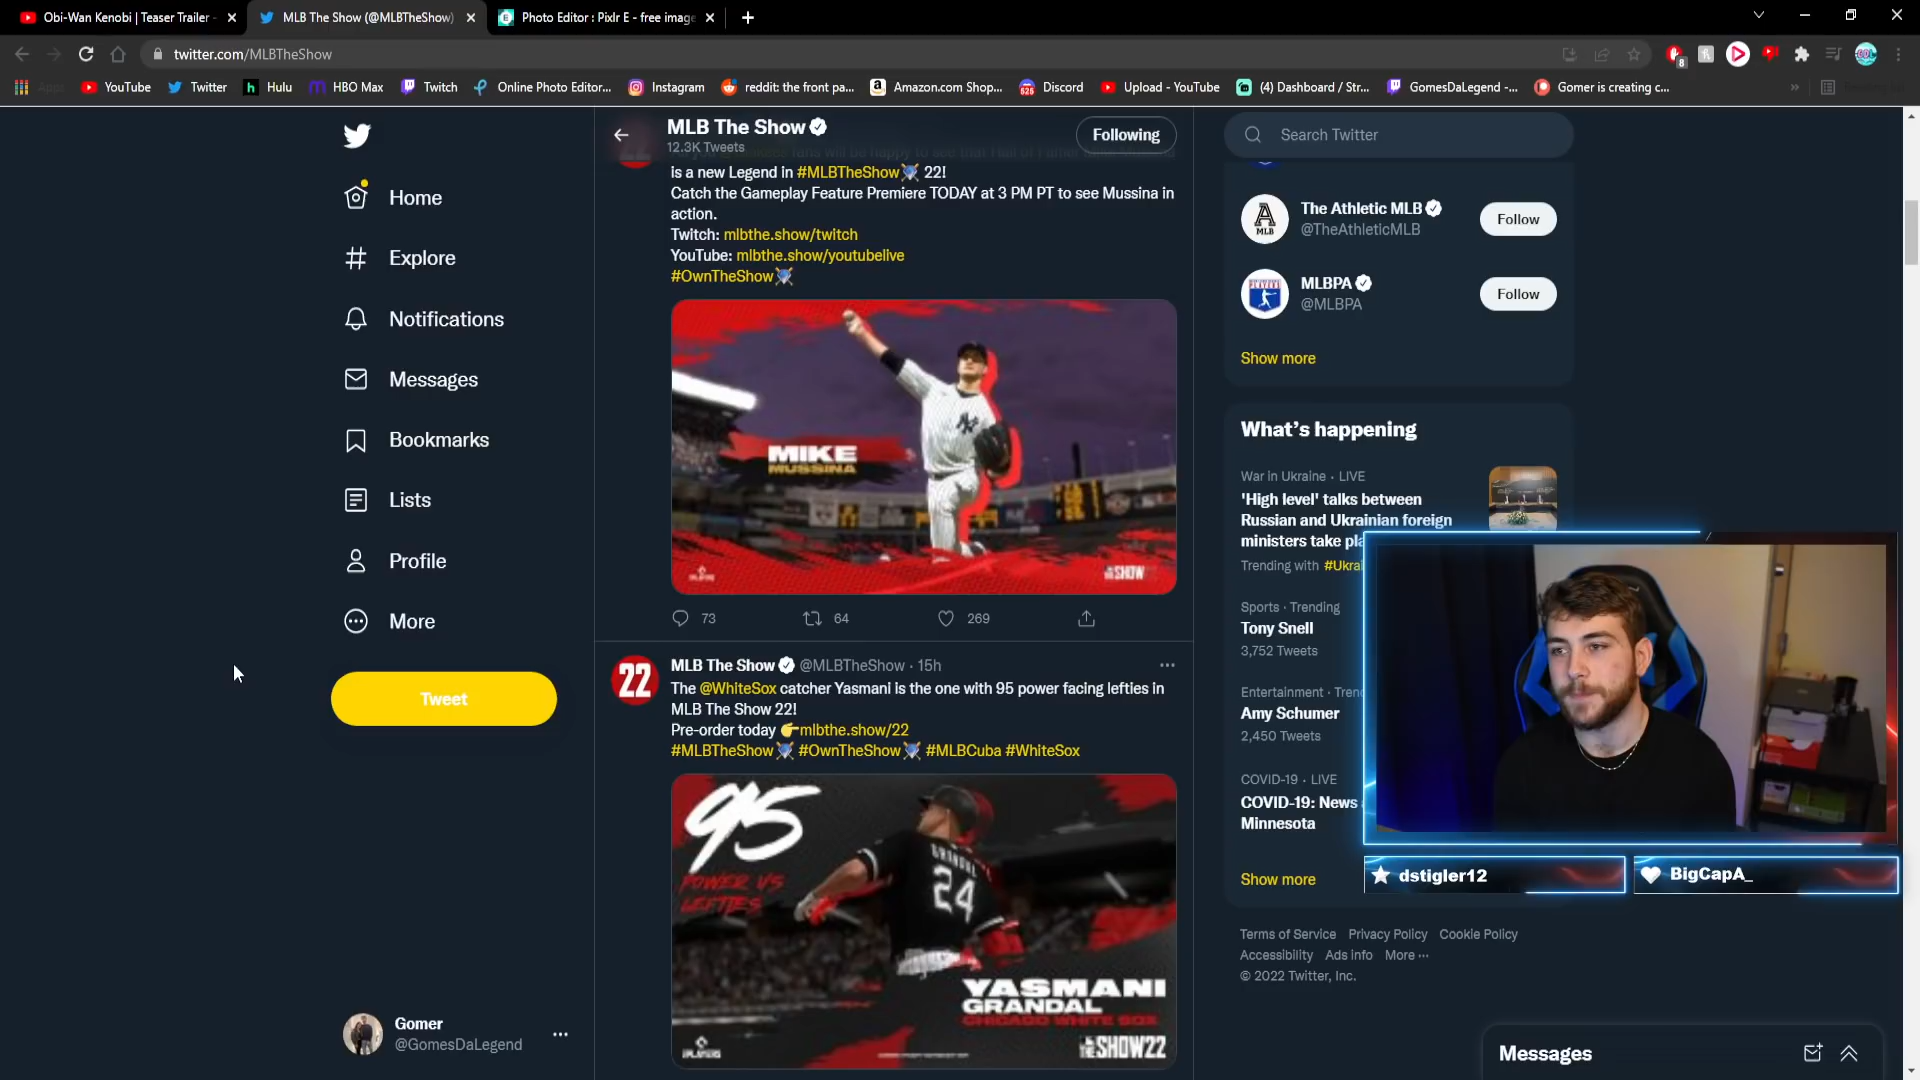 Obi-Wan Kenobi | Teaser Trailer -
MLB The Show (@MLBTheShow)
Photo Editor : Pixlr E - free image
twitter.com/MLBTheShow
8
YouTube
Twitter
Hulu
HBO Max
Twitch
Online Photo Editor...
Instagram
reddit: the front pa...
Amazon.com Shop...
Discord
Upload - YouTube
(4) Dashboard / Str...
GomesDaLegend -...
Gomer is creating c...
Home
Explore
Notifications
Messages
Bookmarks
Lists
Profile
More
Tweet
Gomer
@GomesDaLegend
MLB The Show
12.3K Tweets
Following
is a new Legend in #MLBTheShow 22!
Catch the Gameplay Feature Premiere TODAY at 3 PM PT to see Mussina in
action.
Twitch: mlbthe.show/twitch
YouTube: mlbthe.show/youtubelive
#OwnTheShow
MIKE
MUSSINA
THE SHOW
73
64
269
22
MLB The Show @MLBTheShow · 15h
The @WhiteSox catcher Yasmani is the one with 95 power facing lefties in
MLB The Show 22!
Pre-order today 👉mlbthe.show/22
#MLBTheShow #OwnTheShow #MLBCuba #WhiteSox
95
POWER VS
LEFTIES
GRANDAL
24
YASMANI
GRANDAL
CHICAGO WHITE SOX
THE SHOW22
Search Twitter
A
MLB
The Athletic MLB
@TheAthleticMLB
Follow
MLBPA
@MLBPA
Follow
Show more
What's happening
War in Ukraine · LIVE
'High level' talks between
Russian and Ukrainian foreign
ministers take pla
Trending with #Ukrai
Sports · Trending
Tony Snell
3,752 Tweets
Entertainment · Tren
Amy Schumer
2,450 Tweets
COVID-19 · LIVE
COVID-19: News
Minnesota
Show more
dstigler12
BigCapA_
Terms of Service Privacy Policy Cookie Policy
Accessibility Ads info More ···
© 2022 Twitter, Inc.
Messages